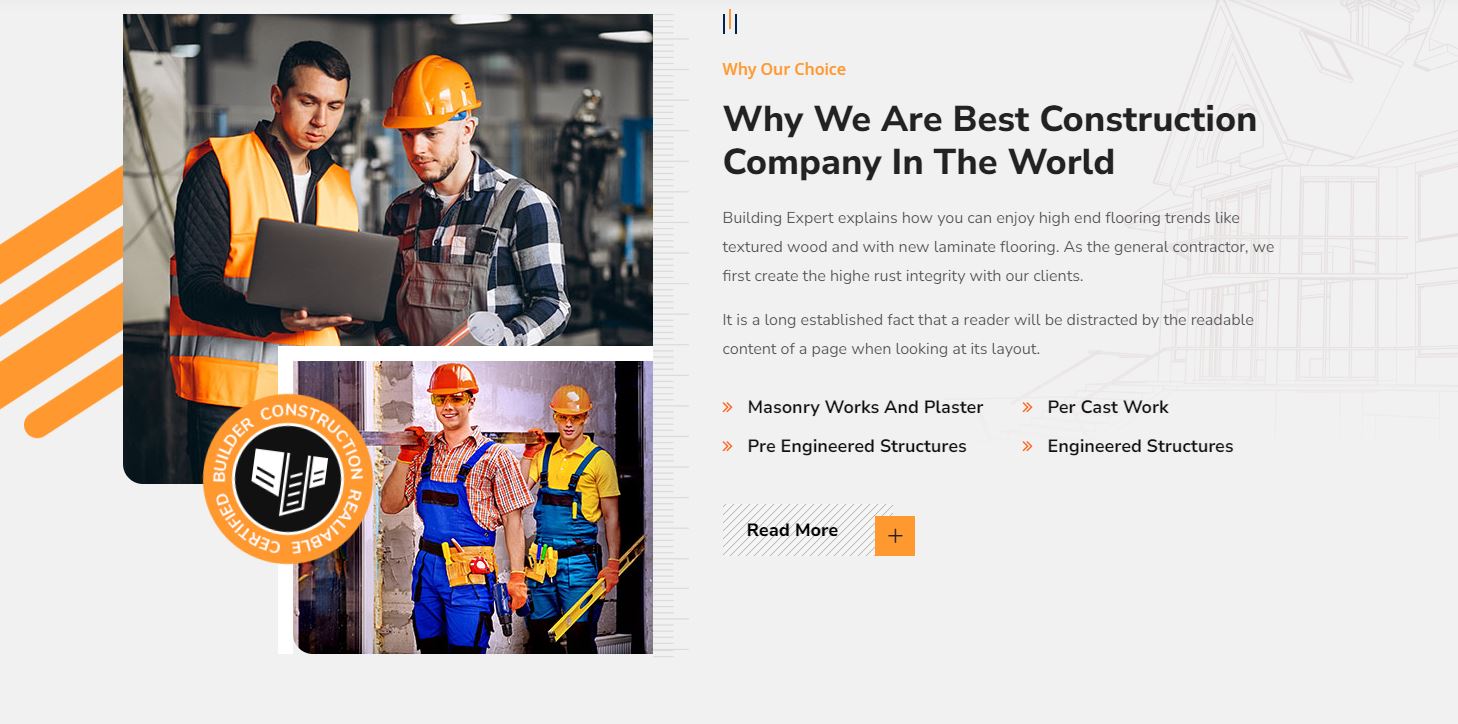 Why Our Choice
Why We Are Best Construction
Company In The World
Building Expert explains how you can enjoy high end flooring trends like
textured wood and with new laminate flooring. As the general contractor, we
first create the highe rust integrity with our clients.
It is a long established fact that a reader will be distracted by the readable
content of a page when looking at its layout.
Masonry Works And Plaster
Per Cast Work
Pre Engineered Structures
Engineered Structures
Read More
BUILDER CONSTRUCTION REALIABLE CERTIFIED